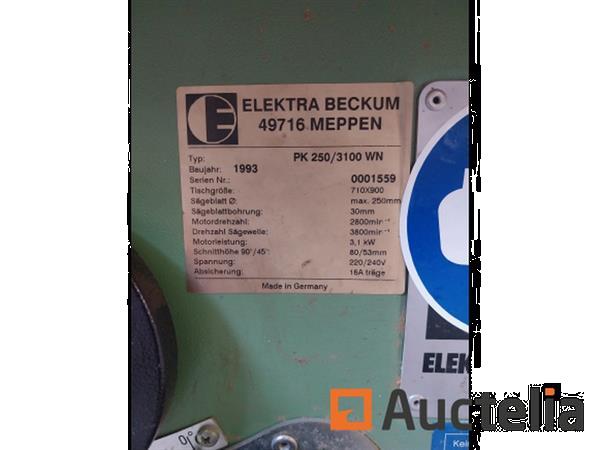 ELEKTRA BECKUM
49716 MEPPEN
Typ: PK 250/3100 WN
Baujahr: 1993
Serien Nr.: 0001559
Tischgröße: 710X900
Sägeblatt Ø: max. 250mm
Sägeblattbohrung: 30mm
Motordrehzahl: 2800min⁻¹
Drehzahl Sägewelle: 3800min⁻¹
Motorleistung: 3,1 kW
Schnitthöhe 90°/45°: 80/53mm
Spannung: 220/240V
Absicherung: 16A träge
Made in Germany
ELEK
Auctelia
0°
Kei